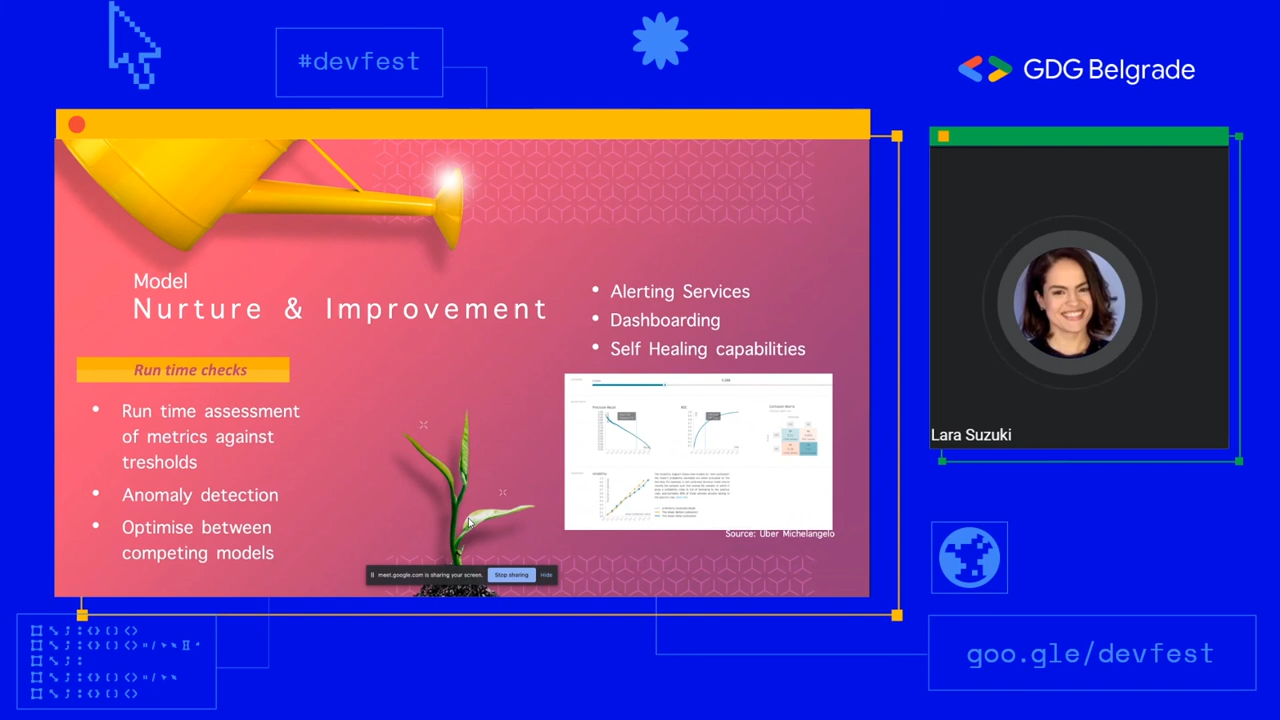 #devfest
GDG Belgrade
Model
Nurture & Improvement
Run time checks
• Run time assessment
of metrics against
tresholds
• Anomaly detection
• Optimise between
competing models
• Alerting Services
• Dashboarding
• Self Healing capabilities
Source: Uber Michelangelo
meet.google.com is sharing your screen.
Stop sharing
Hide
Lara Suzuki
goo.gle/devfest